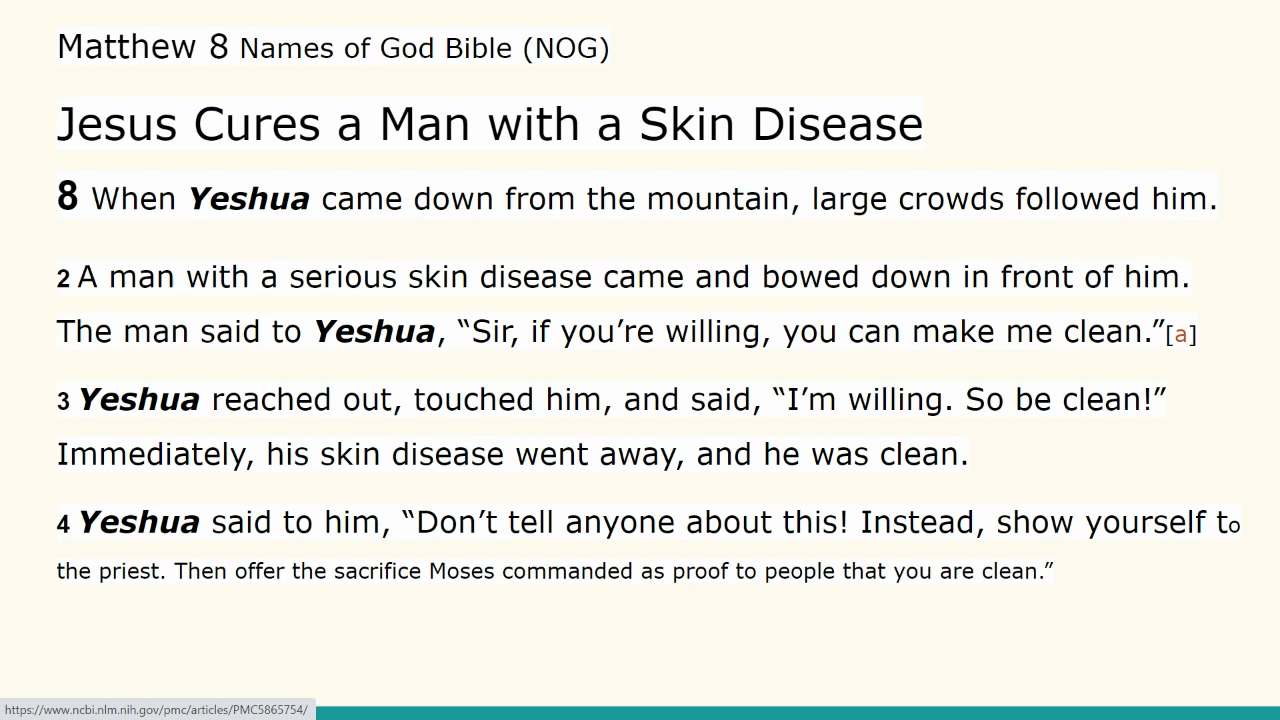 Matthew 8 Names of God Bible (NOG)
Jesus Cures a Man with a Skin Disease
8 When Yeshua came down from the mountain, large crowds followed him.
2 A man with a serious skin disease came and bowed down in front of him.
The man said to Yeshua, “Sir, if you’re willing, you can make me clean.”[a]
3 Yeshua reached out, touched him, and said, “I’m willing. So be clean!”
Immediately, his skin disease went away, and he was clean.
4 Yeshua said to him, “Don’t tell anyone about this! Instead, show yourself to
the priest. Then offer the sacrifice Moses commanded as proof to people that you are clean.”
https://www.ncbi.nlm.nih.gov/pmc/articles/PMC5865754/